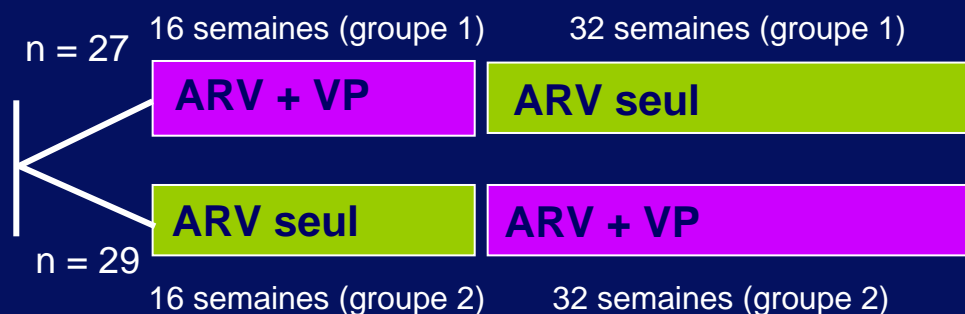 n = 27
16 semaines (groupe 1)
32 semaines (groupe 1)
ARV + VP
ARV seul
ARV seul
ARV + VP
n = 29
16 semaines (groupe 2)
32 semaines (groupe 2)